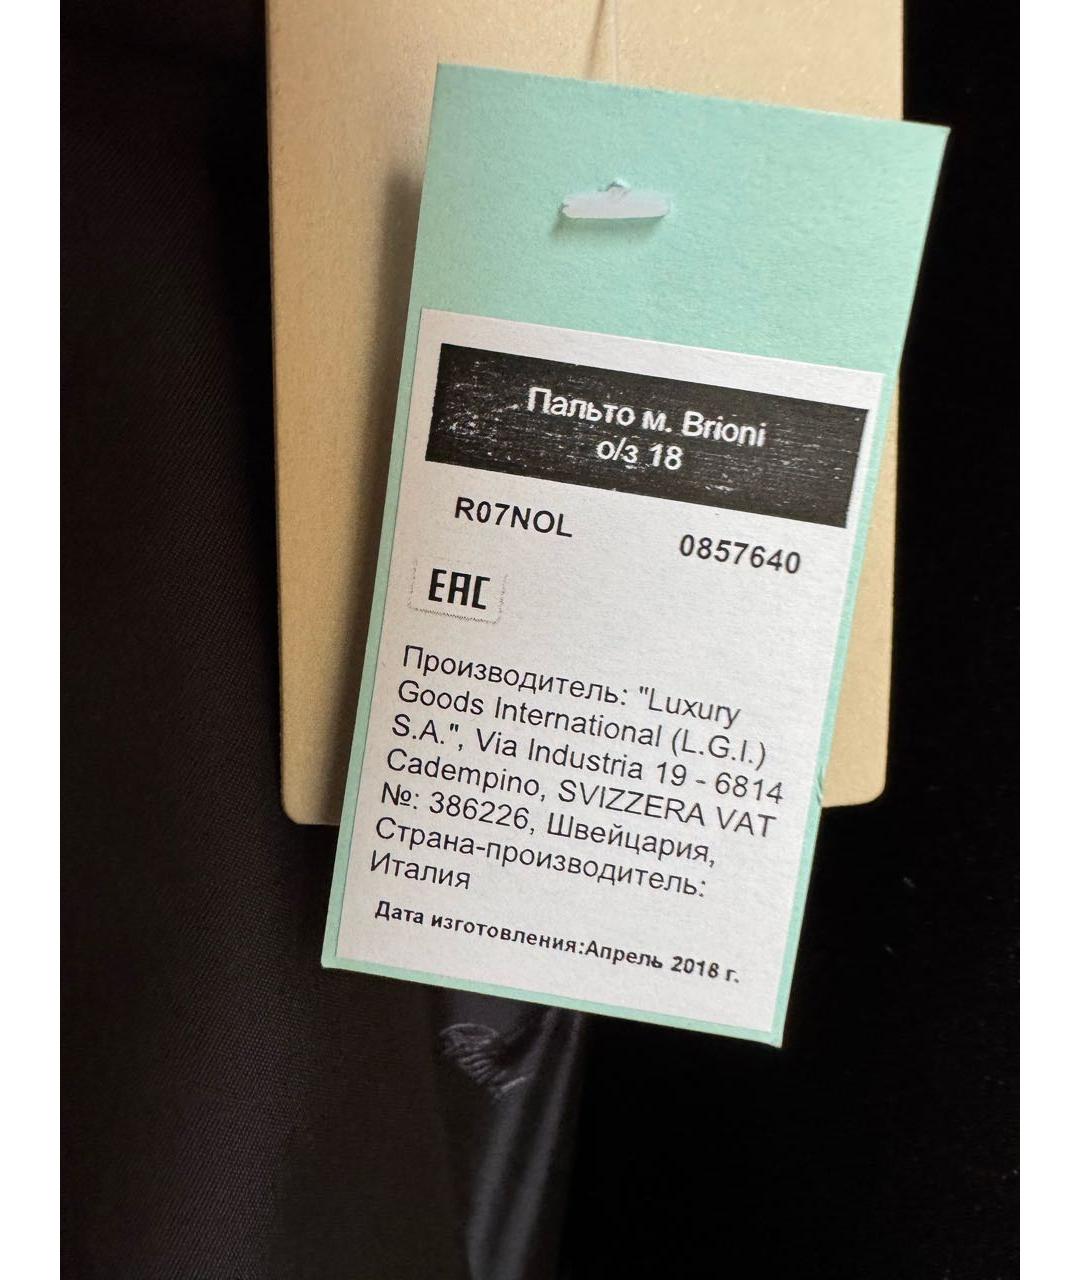 Пальто м. Brioni
о/з 18
R07NOL 0857640
EAC
Производитель: "Luxury
Goods International (L.G.I.)
S.A.", Via Industria 19 - 6814
Cadempino, SVIZZERA VAT
№: 386226, Швейцария,
Страна-производитель:
Италия
Дата изготовления:Апрель 2018 г.